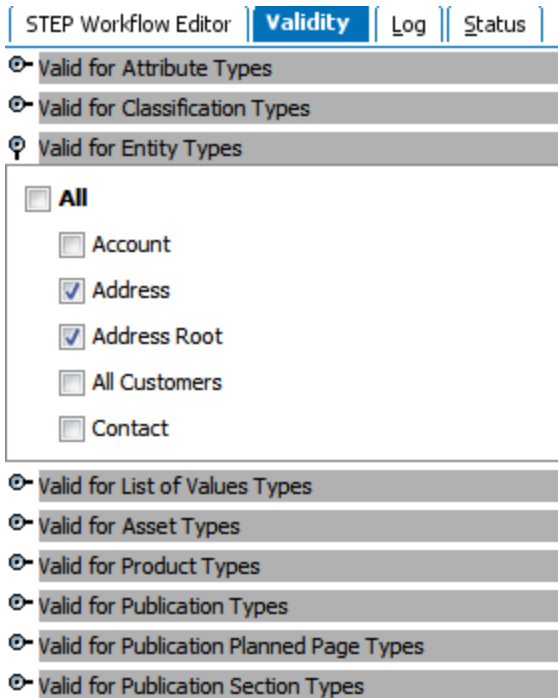 STEP Workflow Editor Validity Log Status
Valid for Attribute Types
Valid for Classification Types
Valid for Entity Types
All
Account
Address
Address Root
All Customers
Contact
Valid for List of Values Types
Valid for Asset Types
Valid for Product Types
Valid for Publication Types
Valid for Publication Planned Page Types
Valid for Publication Section Types